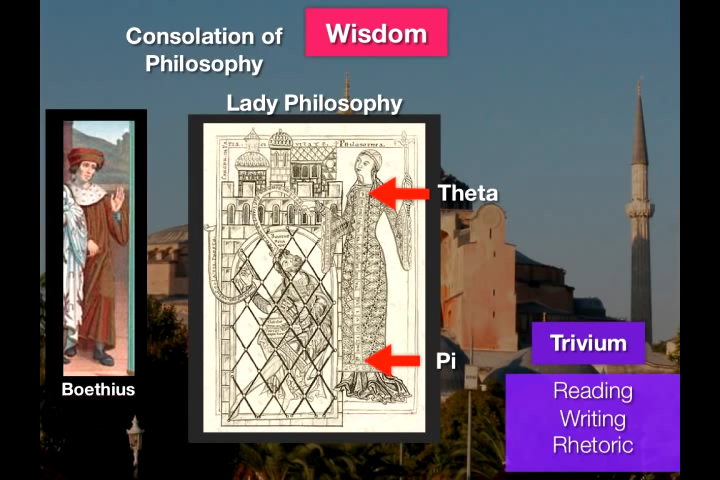 Consolation of
Philosophy
Wisdom
Lady Philosophy
Theta
Pi
Boethius
Trivium
Reading
Writing
Rhetoric